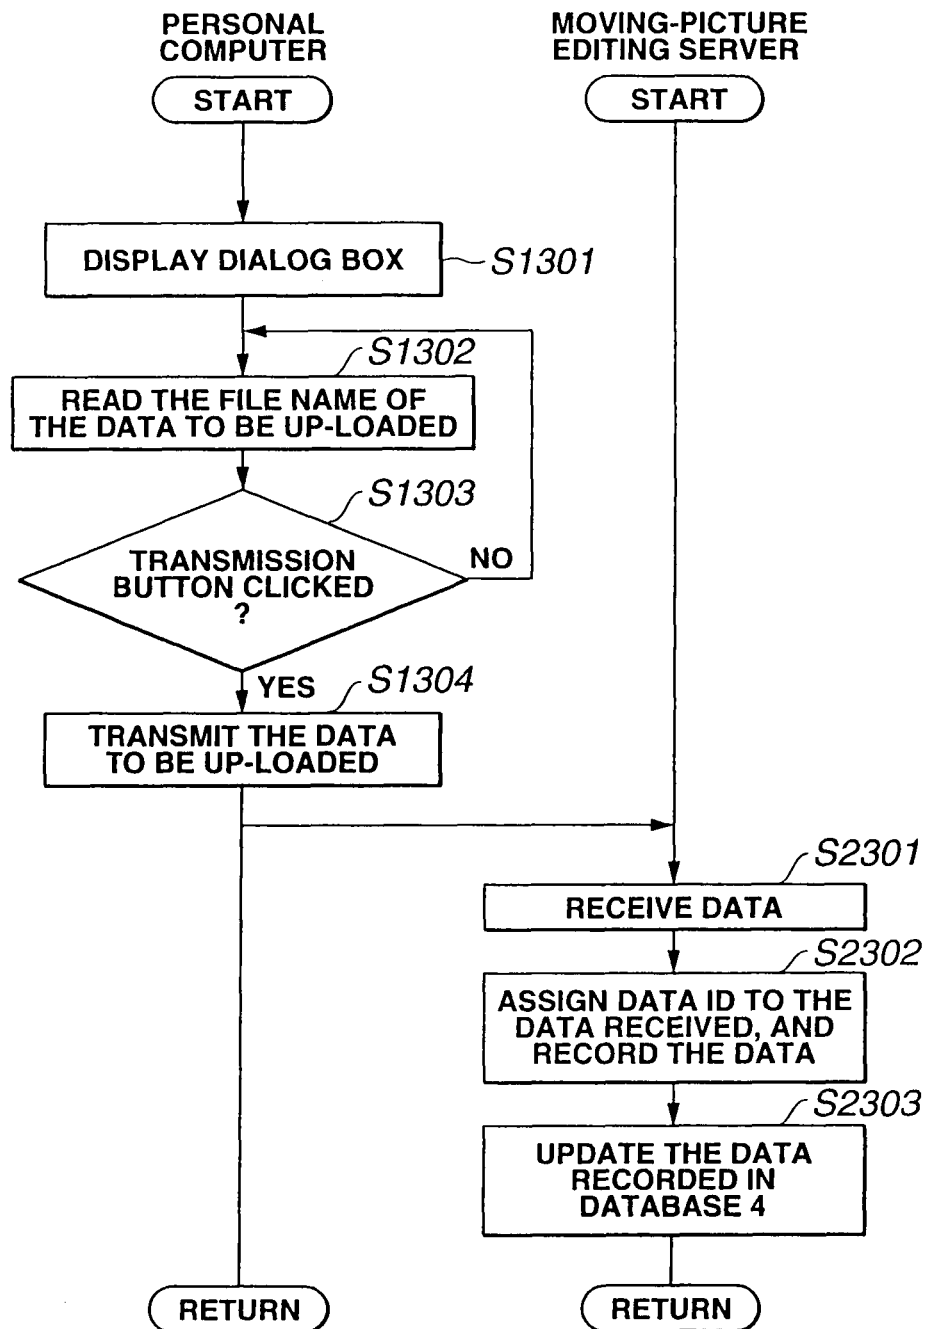 PERSONAL
COMPUTER
START
DISPLAY DIALOG BOX
S1301
S1302
READ THE FILE NAME OF
THE DATA TO BE UP-LOADED
S1303
TRANSMISSION
BUTTON CLICKED
?
NO
YES
S1304
TRANSMIT THE DATA
TO BE UP-LOADED
RETURN
MOVING-PICTURE
EDITING SERVER
START
S2301
RECEIVE DATA
S2302
ASSIGN DATA ID TO THE
DATA RECEIVED, AND
RECORD THE DATA
S2303
UPDATE THE DATA
RECORDED IN
DATABASE 4
RETURN